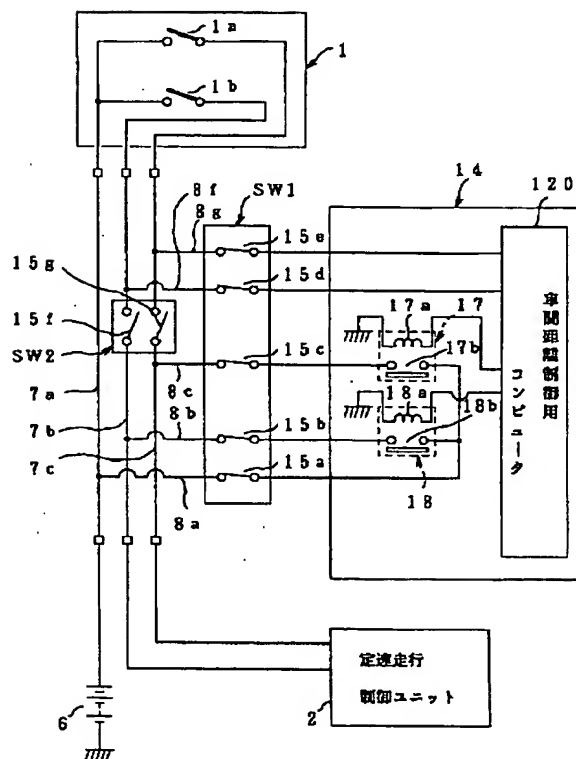 1a
1
1b
8f
8g
SW1
14
120
15e
15d
15g
15f
SW2
17a
17
17b
15c
18a
18b
7a
8c
8b
15b
7b
15a
18
7c
8a
車間距離制御用
コンピュータ
定速走行
制御ユニット
2
6